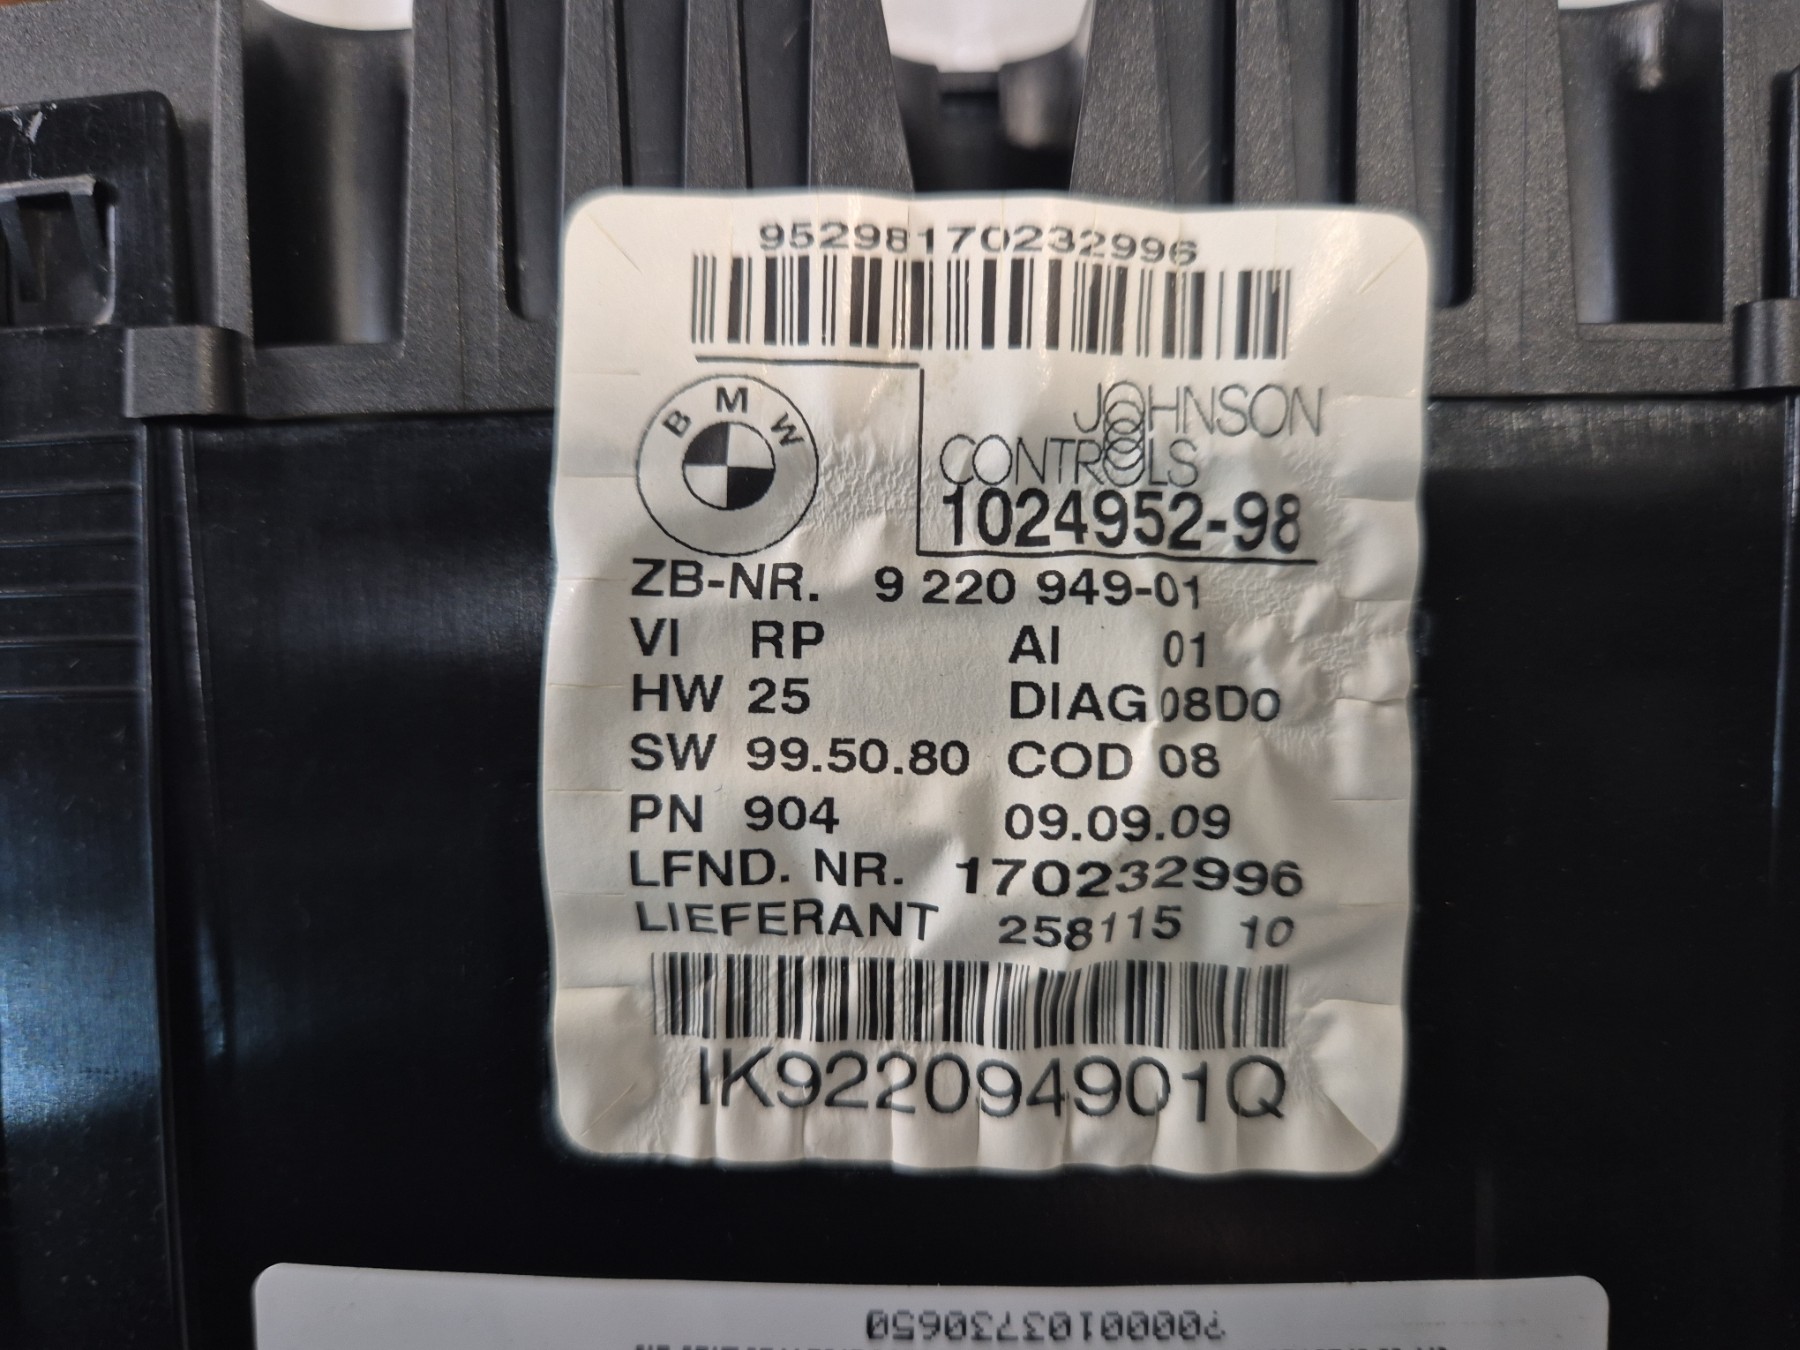 95298170232996
BMW
JOHNSON
CONTROLS
1024952-98
ZB-NR. 9 220 949-01
VI RP AI 01
HW 25 DIAG 08D0
SW 99.50.80 COD 08
PN 904 09.09.09
LFND. NR. 170232996
LIEFERANT 258115 10
IK922094901Q
?0000103730650